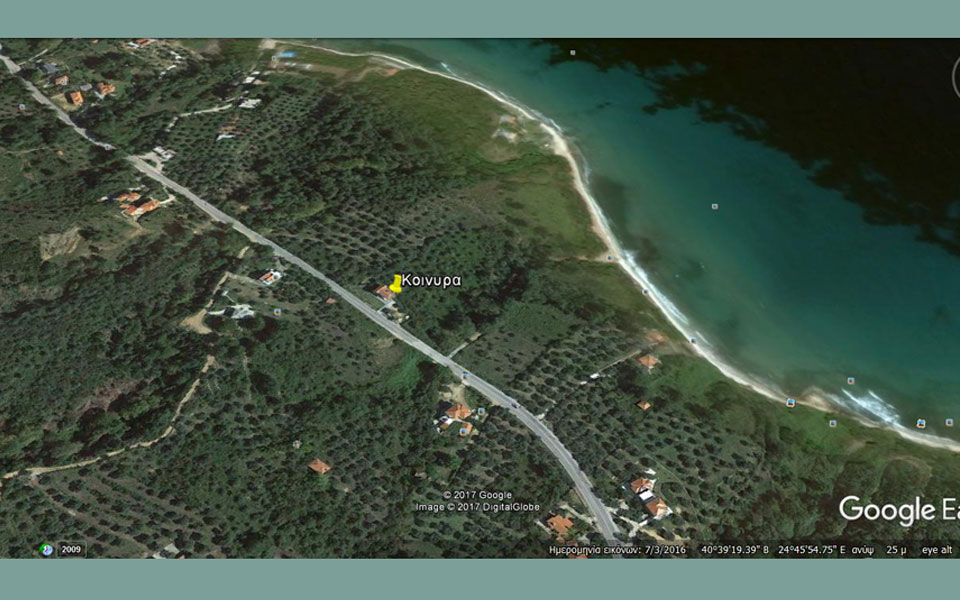 Κοινυρα
© 2017 Google
Image © 2017 DigitalGlobe
Google Ea
2009
Ημερομηνία εικόνων: 7/3/2016 40°39'19.39" Β 24°45'54.75" Ε ανύψ 25 μ eye alt